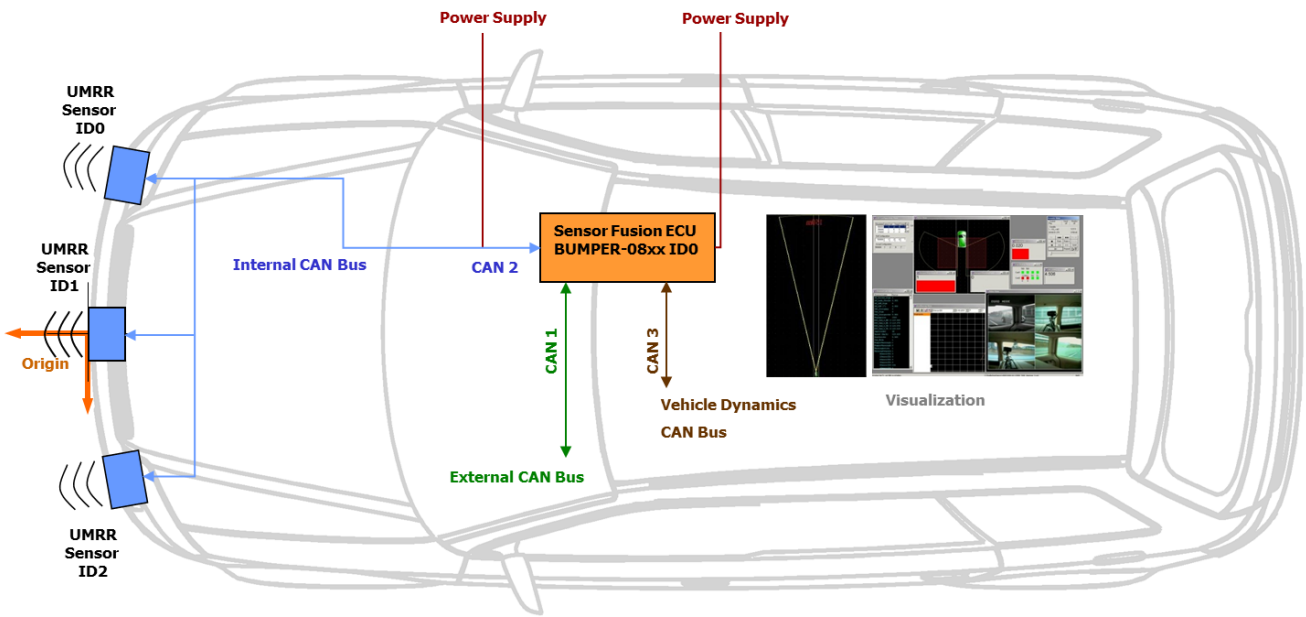 Power Supply
Power Supply
UMRR
Sensor
ID0
Sensor Fusion ECU
BUMPER-08xx ID0
UMRR
Sensor
ID1
Internal CAN Bus
CAN 2
Origin
CAN 1
CAN 3
Vehicle Dynamics
CAN Bus
Visualization
External CAN Bus
UMRR
Sensor
ID2